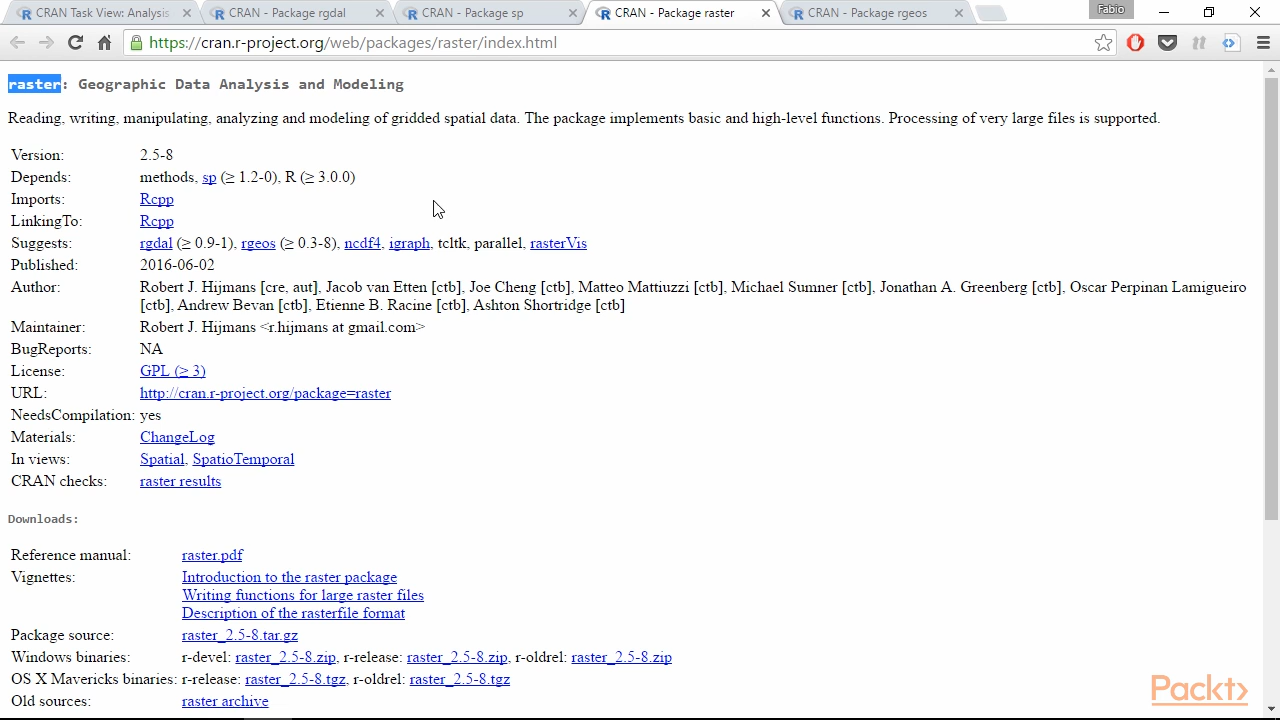 CRAN Task View: Analysis
CRAN - Package rgdal
CRAN - Package sp
CRAN - Package raster
CRAN - Package rgeos
Fabio
https://cran.r-project.org/web/packages/raster/index.html
raster: Geographic Data Analysis and Modeling
Reading, writing, manipulating, analyzing and modeling of gridded spatial data. The package implements basic and high-level functions. Processing of very large files is supported.
Version: 2.5-8
Depends: methods, sp (≥ 1.2-0), R (≥ 3.0.0)
Imports: Rcpp
LinkingTo: Rcpp
Suggests: rgdal (≥ 0.9-1), rgeos (≥ 0.3-8), ncdf4, igraph, tcltk, parallel, rasterVis
Published: 2016-06-02
Author: Robert J. Hijmans [cre, aut], Jacob van Etten [ctb], Joe Cheng [ctb], Matteo Mattiuzzi [ctb], Michael Sumner [ctb], Jonathan A. Greenberg [ctb], Oscar Perpinan Lamigueiro
[ctb], Andrew Bevan [ctb], Etienne B. Racine [ctb], Ashton Shortridge [ctb]
Maintainer: Robert J. Hijmans <r.hijmans at gmail.com>
BugReports: NA
License: GPL (≥ 3)
URL: http://cran.r-project.org/package=raster
NeedsCompilation: yes
Materials: ChangeLog
In views: Spatial, SpatioTemporal
CRAN checks: raster results
Downloads:
Reference manual: raster.pdf
Vignettes: Introduction to the raster package
Writing functions for large raster files
Description of the rasterfile format
Package source: raster_2.5-8.tar.gz
Windows binaries: r-devel: raster_2.5-8.zip, r-release: raster_2.5-8.zip, r-oldrel: raster_2.5-8.zip
OS X Mavericks binaries: r-release: raster_2.5-8.tgz, r-oldrel: raster_2.5-8.tgz
Old sources: raster archive
Packt>